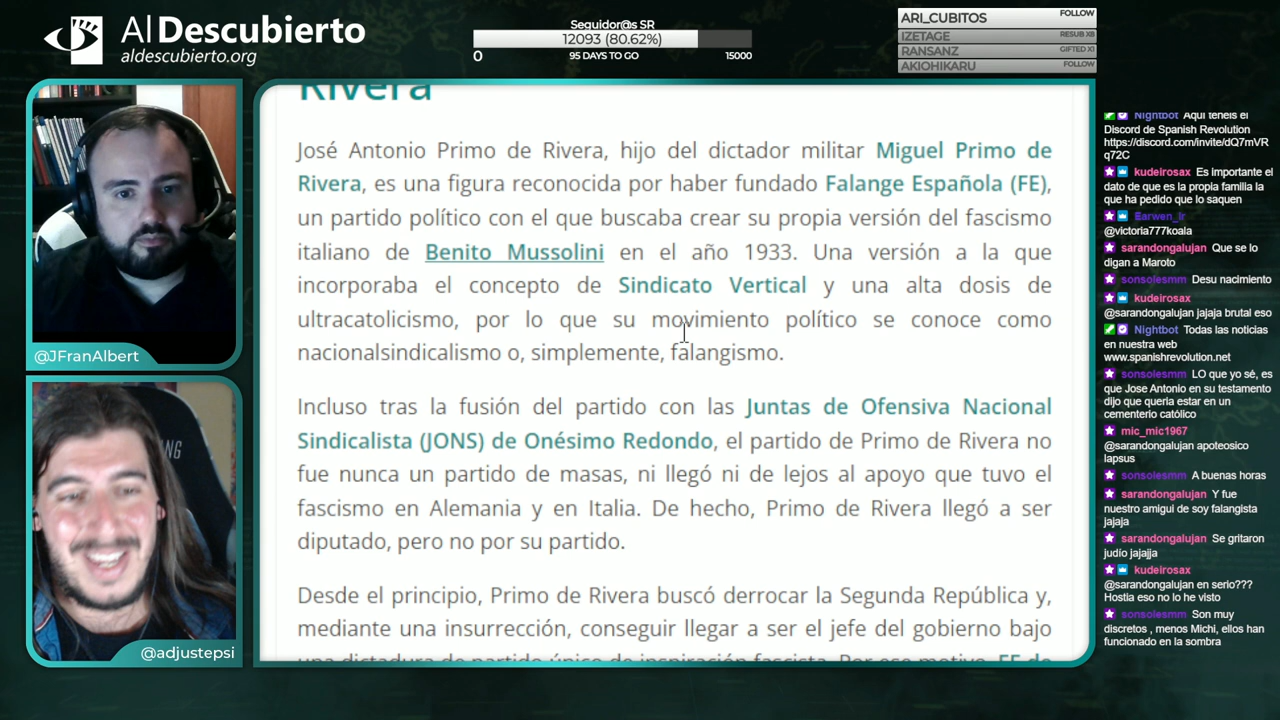 Al Descubierto
aldescubierto.org
Seguidor@s SR
12093 (80.62%)
0
95 DAYS TO GO
15000
ARI_CUBITOS FOLLOW
IZETAGE RESUB X8
RANSANZ GIFTED X1
AKIOHIKARU FOLLOW
@JFranAlbert
@adjustepsi
Rivera
José Antonio Primo de Rivera, hijo del dictador militar Miguel Primo de
Rivera, es una figura reconocida por haber fundado Falange Española (FE),
un partido político con el que buscaba crear su propia versión del fascismo
italiano de Benito Mussolini en el año 1933. Una versión a la que
incorporaba el concepto de Sindicato Vertical y una alta dosis de
ultracatolicismo, por lo que su movimiento político se conoce como
nacionalsindicalismo o, simplemente, falangismo.
Incluso tras la fusión del partido con las Juntas de Ofensiva Nacional
Sindicalista (JONS) de Onésimo Redondo, el partido de Primo de Rivera no
fue nunca un partido de masas, ni llegó ni de lejos al apoyo que tuvo el
fascismo en Alemania y en Italia. De hecho, Primo de Rivera llegó a ser
diputado, pero no por su partido.
Desde el principio, Primo de Rivera buscó derrocar la Segunda República y,
mediante una insurrección, conseguir llegar a ser el jefe del gobierno bajo
una dictadura de partido único de inspiración fascista. Por ese motivo, FE de
Nightbot Aquí tenéis el
Discord de Spanish Revolution
https://discord.com/invite/dQ7mVR
q72C
kudeirosax Es importante el
dato de que es la propia familia la
que ha pedido que lo saquen
Earwen_Ir
@victoria777koala
sarandongalujan Que se lo
digan a Maroto
sonsolesmm Desu nacimiento
kudeirosax
@sarandongalujan jajaja brutal eso
Nightbot Todas las noticias
en nuestra web
www.spanishrevolution.net
sonsolesmm LO que yo sé, es
que Jose Antonio en su testamento
dijo que queria estar en un
cementerio católico
mic_mic1967
@sarandongalujan apoteosico
lapsus
sonsolesmm A buenas horas
sarandongalujan Y fue
nuestro amigui de soy falangista
jajaja
sarandongalujan Se gritaron
judío jajajja
kudeirosax
@sarandongalujan en serio???
Hostia eso no lo he visto
sonsolesmm Son muy
discretos , menos Michi, ellos han
funcionado en la sombra